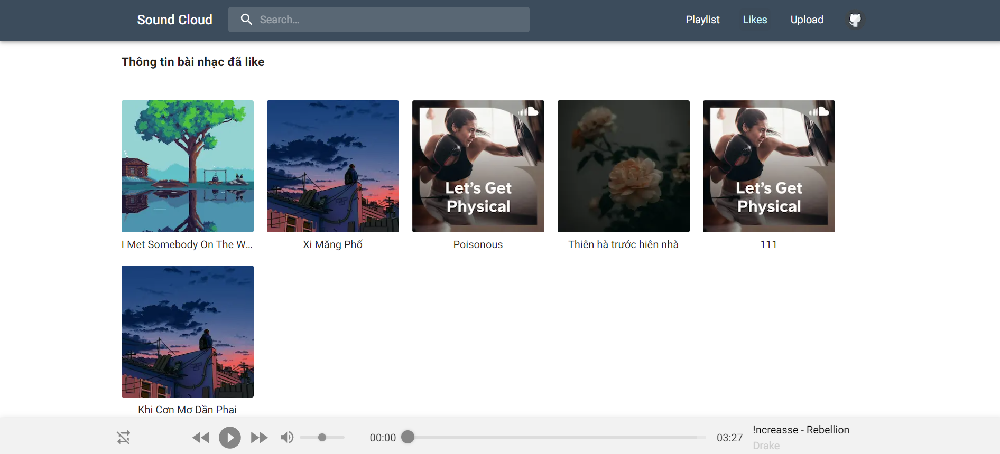 Sound Cloud
Search...
Playlist
Likes
Upload
Thông tin bài nhạc đã like
Let's Get
Physical
Let's Get
Physical
I Met Somebody On The W...
Xi Măng Phố
Poisonous
Thiên hà trước hiên nhà
111
Khi Cơn Mơ Dần Phai
00:00
03:27
!ncreasse - Rebellion
Drake